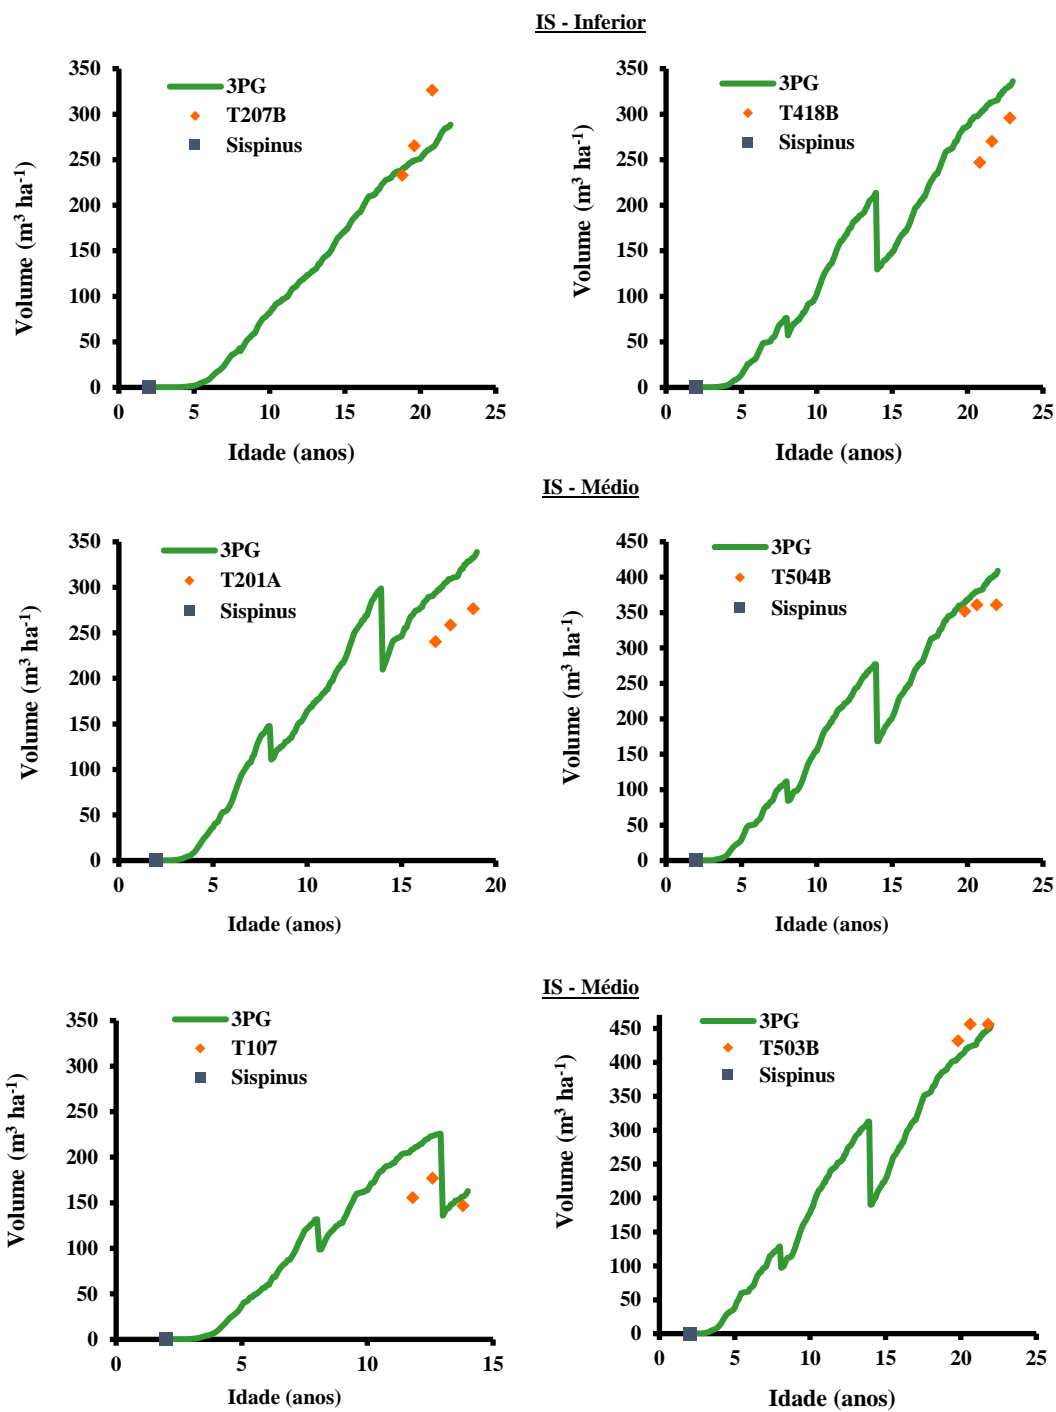 IS - Inferior
350
300
250
200
150
100
50
0
Volume (m³ ha⁻¹)
3PG
T207B
Sispinus
0 5 10 15 20 25
Idade (anos)
350
300
250
200
150
100
50
0
Volume (m³ ha⁻¹)
3PG
T418B
Sispinus
0 5 10 15 20 25
Idade (anos)
IS - Médio
350
300
250
200
150
100
50
0
Volume (m³ ha⁻¹)
3PG
T201A
Sispinus
0 5 10 15 20
Idade (anos)
450
400
350
300
250
200
150
100
50
0
Volume (m³ ha⁻¹)
3PG
T504B
Sispinus
0 5 10 15 20 25
Idade (anos)
IS - Médio
350
300
250
200
150
100
50
0
Volume (m³ ha⁻¹)
3PG
T107
Sispinus
0 5 10 15
Idade (anos)
450
400
350
300
250
200
150
100
50
0
Volume (m³ ha⁻¹)
3PG
T503B
Sispinus
0 5 10 15 20 25
Idade (anos)